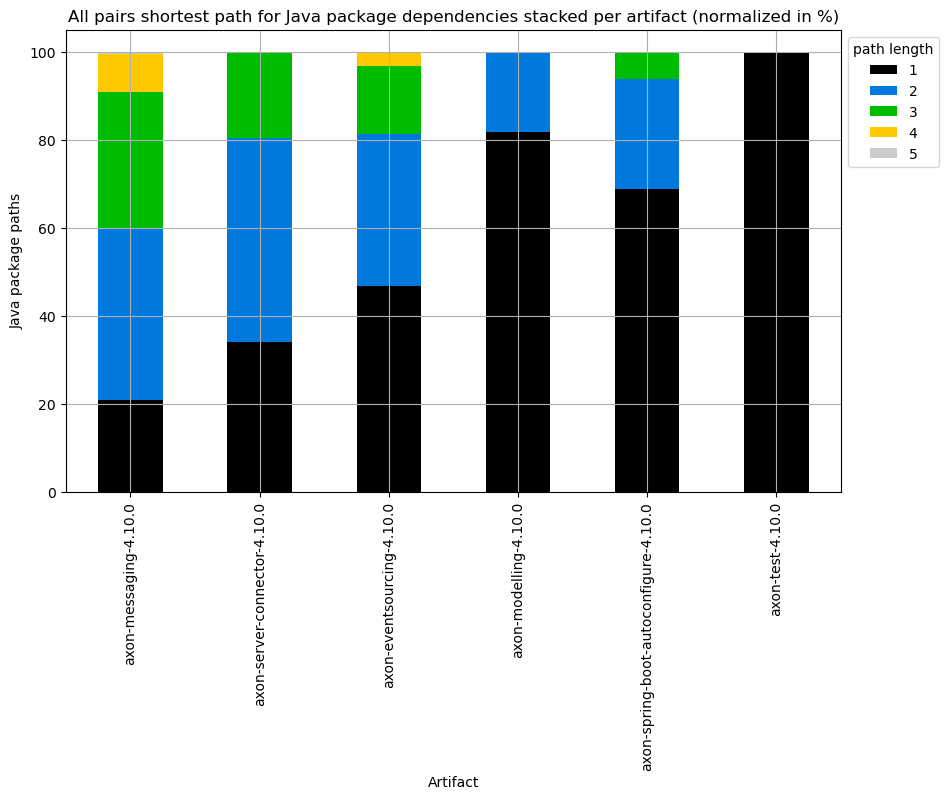 All pairs shortest path for Java package dependencies stacked per artifact (normalized in %)
path length
1
2
3
4
5
Java package paths
100
80
60
40
20
0
axon-messaging-4.10.0
axon-server-connector-4.10.0
axon-eventsourcing-4.10.0
axon-modelling-4.10.0
axon-spring-boot-autoconfigure-4.10.0
axon-test-4.10.0
Artifact